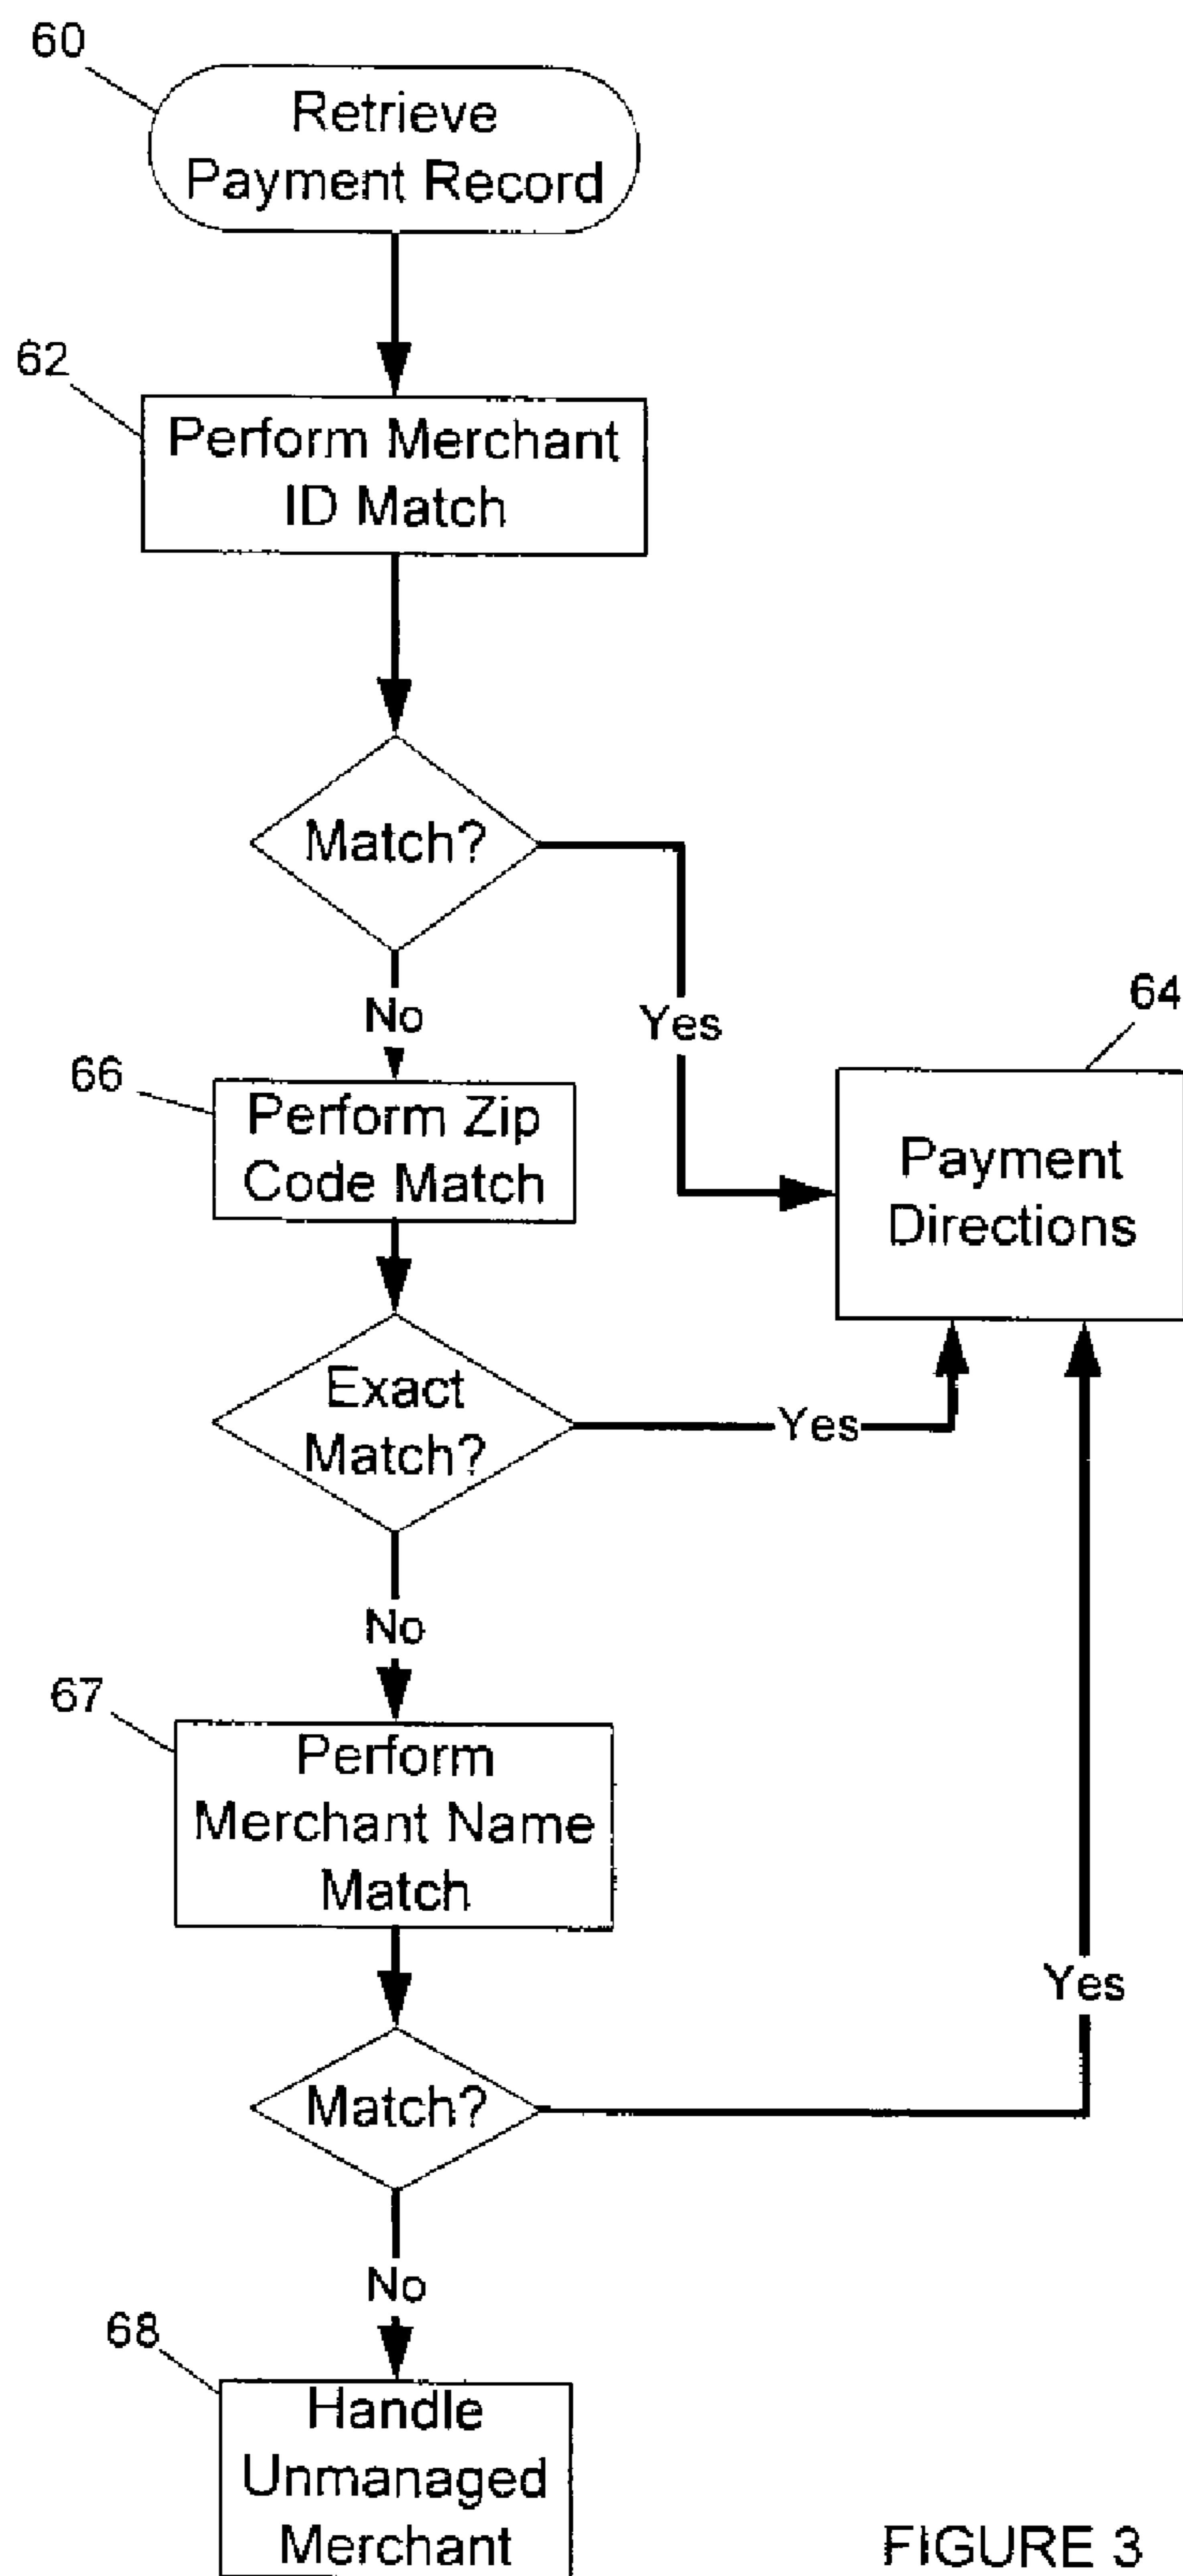 60
Retrieve
Payment Record
62
Perform Merchant
ID Match
Match?
No
Yes
64
66
Perform Zip
Code Match
Payment
Directions
Exact
Match?
Yes
No
67
Perform
Merchant Name
Match
Yes
Match?
No
68
Handle
Unmanaged
Merchant
FIGURE 3